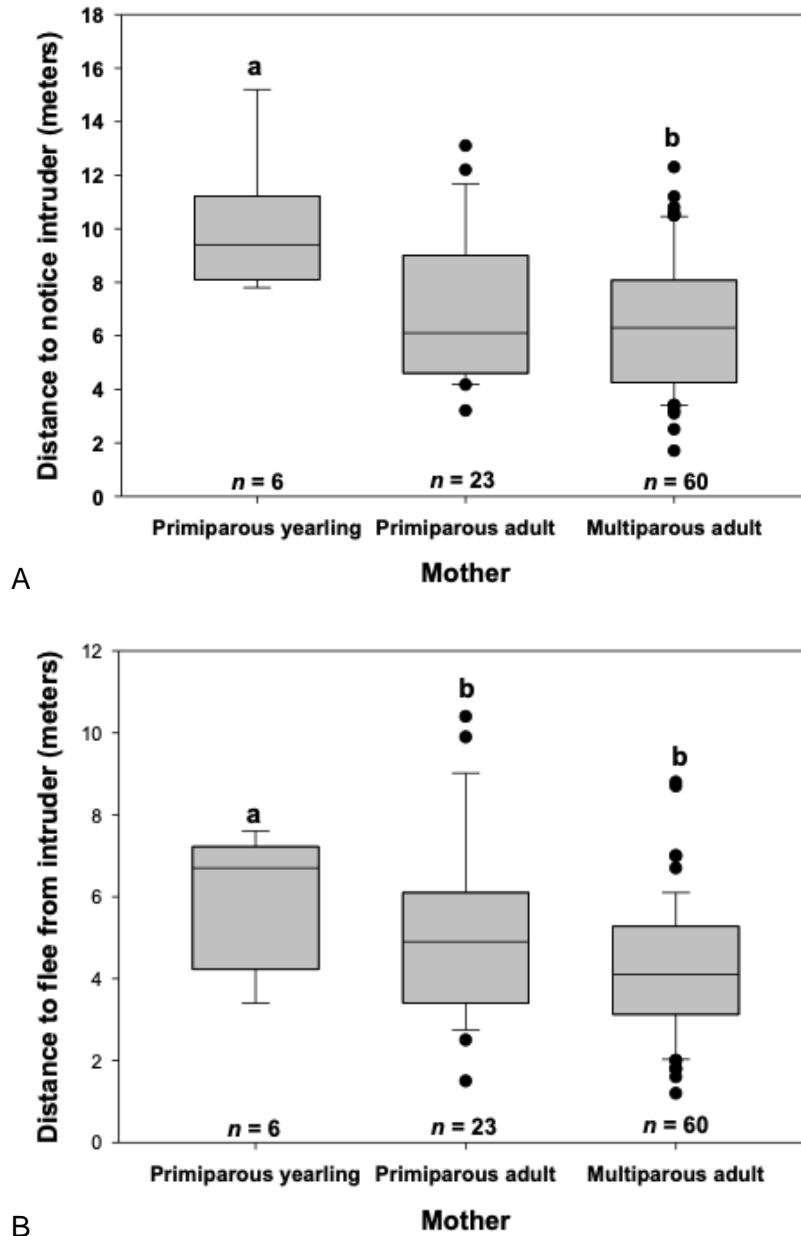 18
16
14
12
10
8
6
4
2
0
Distance to notice intruder (meters)
a
b
n = 6
n = 23
n = 60
Primiparous yearling
Primiparous adult
Multiparous adult
Mother
A
12
10
8
6
4
2
0
Distance to flee from intruder (meters)
a
b
b
n = 6
n = 23
n = 60
Primiparous yearling
Primiparous adult
Multiparous adult
Mother
B